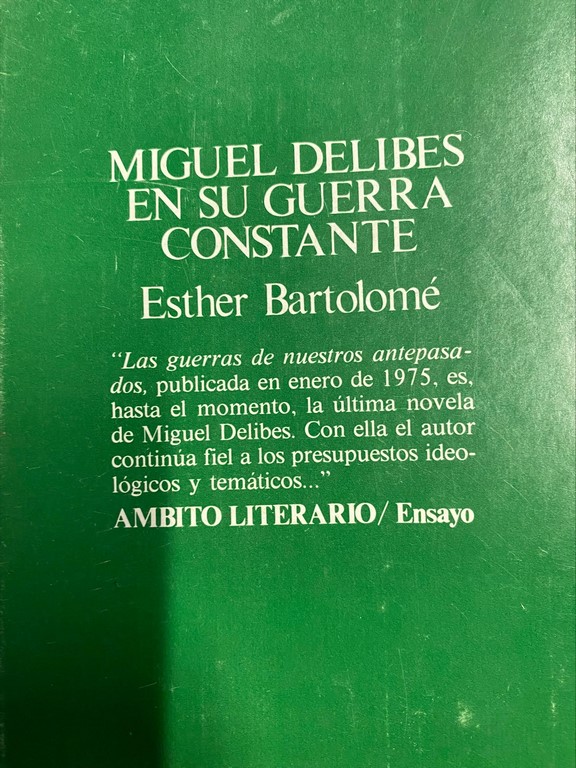 MIGUEL DELIBES
EN SU GUERRA
CONSTANTE
Esther Bartolomé
“Las guerras de nuestros antepasa-
dos, publicada en enero de 1975, es,
hasta el momento, la última novela
de Miguel Delibes. Con ella el autor
continúa fiel a los presupuestos ideo-
lógicos y temáticos...”
AMBITO LITERARIO/ Ensayo